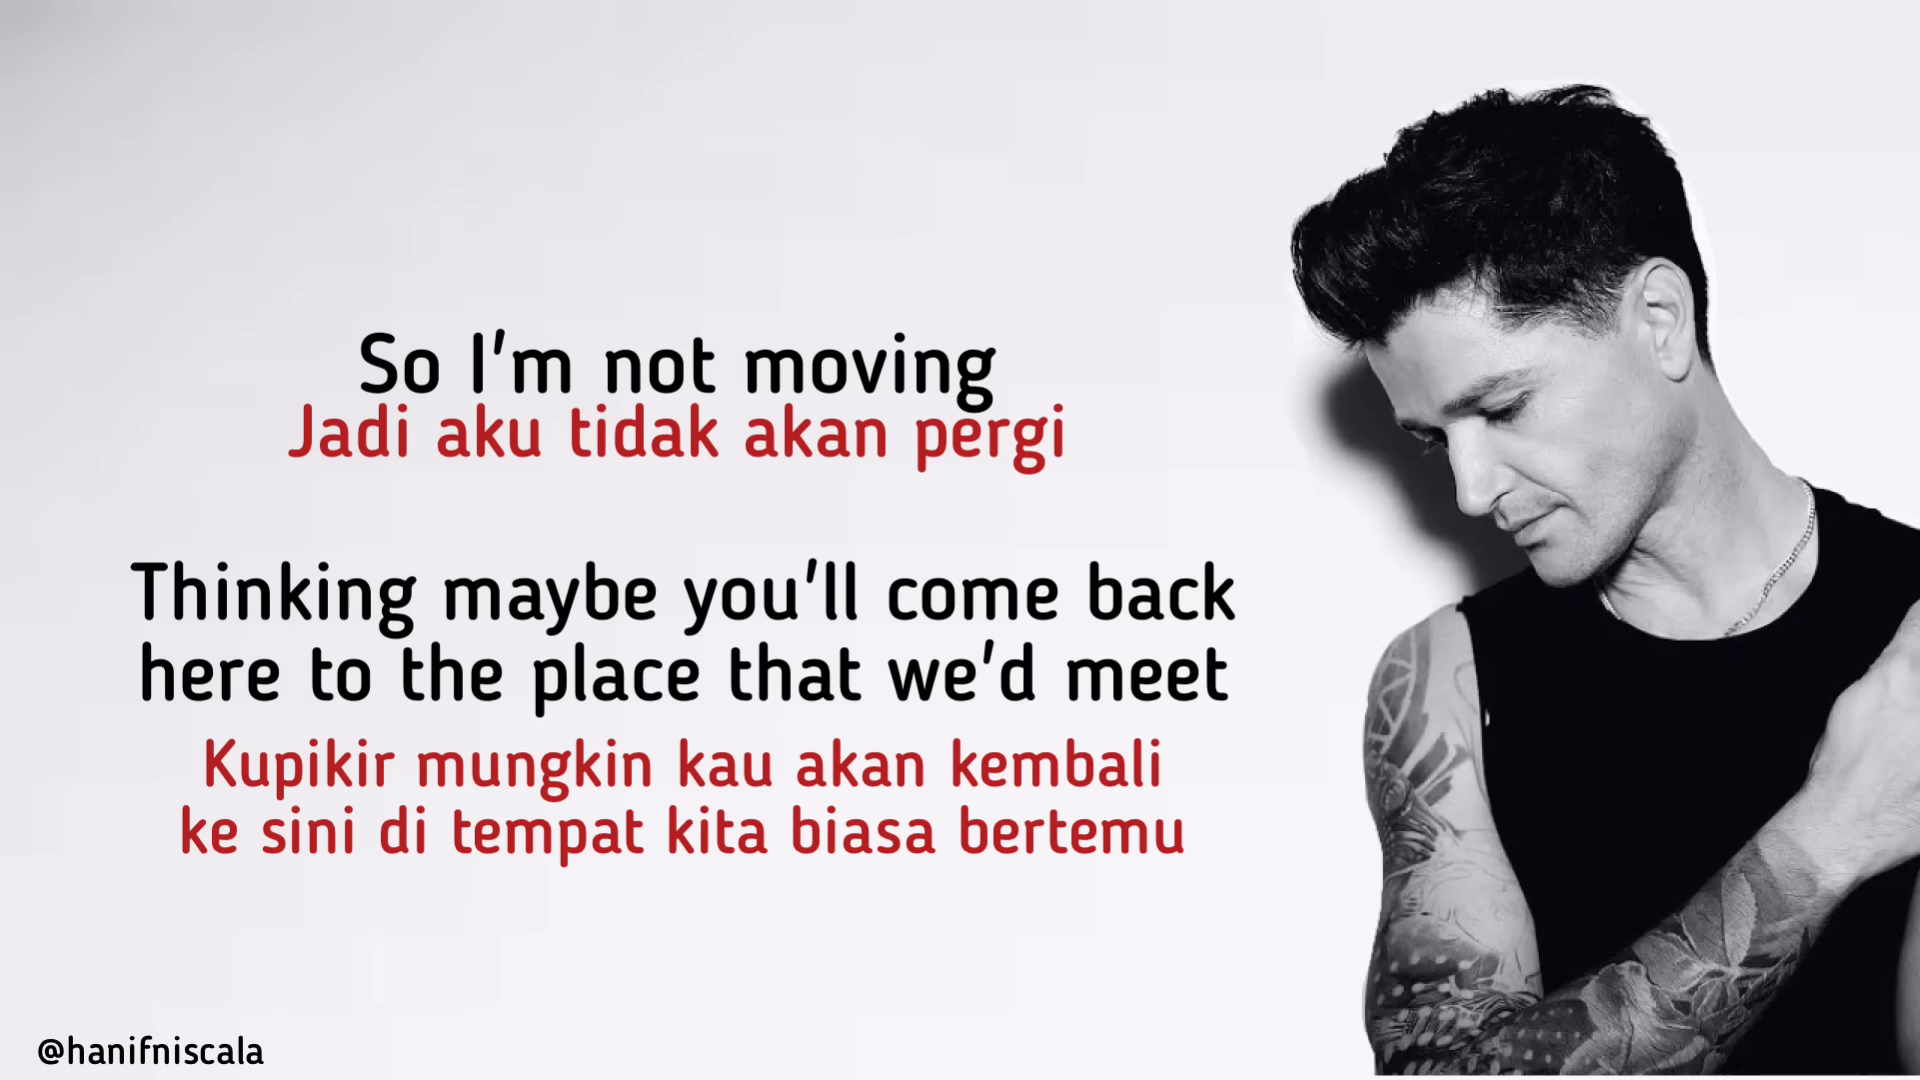 So I'm not moving
Jadi aku tidak akan pergi
Thinking maybe you'll come back
here to the place that we'd meet
Kupikir mungkin kau akan kembali
ke sini di tempat kita biasa bertemu
@hanifniscala